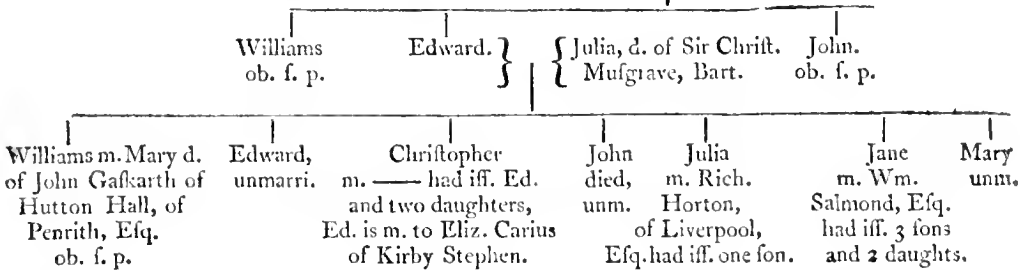 Williams
ob. ſ. p.
Edward.
Julia, d. of Sir Chriſt.
Muſgrave, Bart.
John.
ob. ſ. p.
Williams m. Mary d.
of John Gaſkarth of
Hutton Hall, of
Penrith, Eſq.
ob. ſ. p.
Edward,
unmarri.
Chriſtopher
m. —— had iſſ. Ed.
and two daughters,
Ed. is m. to Eliz. Carius
of Kirby Stephen.
John
died,
unm.
Julia
m. Rich.
Horton,
of Liverpool,
Eſq. had iſſ. one ſon.
Jane
m. Wm.
Salmond, Eſq.
had iſſ. 3 ſons
and 2 daughts.
Mary
unm.